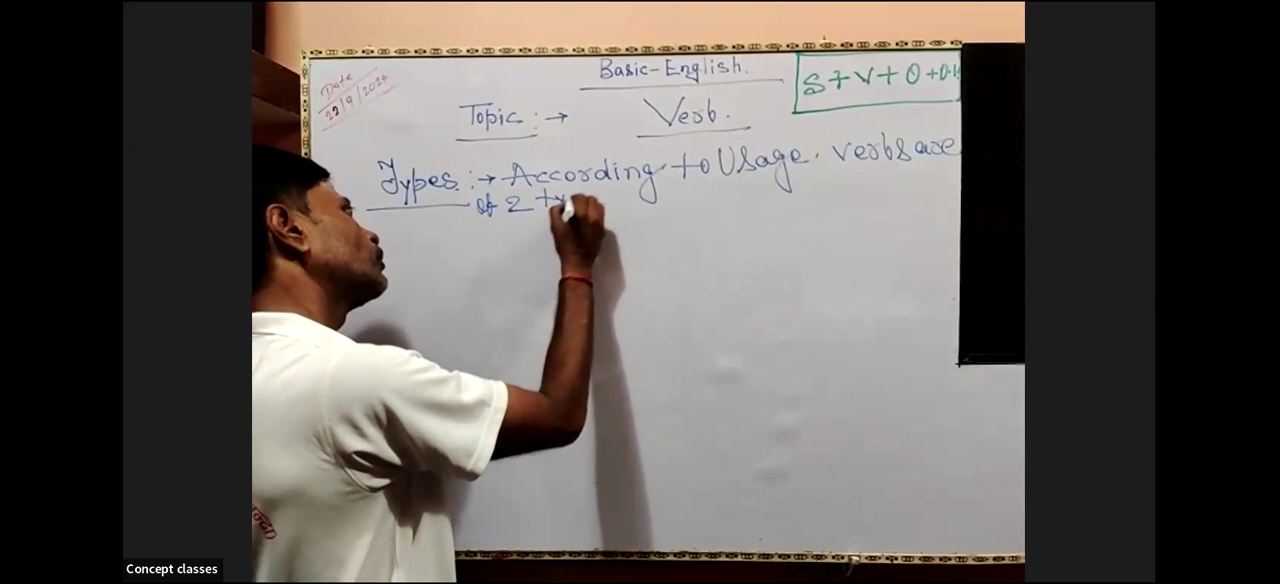 Basic-English.
S+V+O+O.W
Date
22/9/2024
Topic :→ Verb.
Types :→ According to Usage. Verbs are
of 2 ty
Concept classes